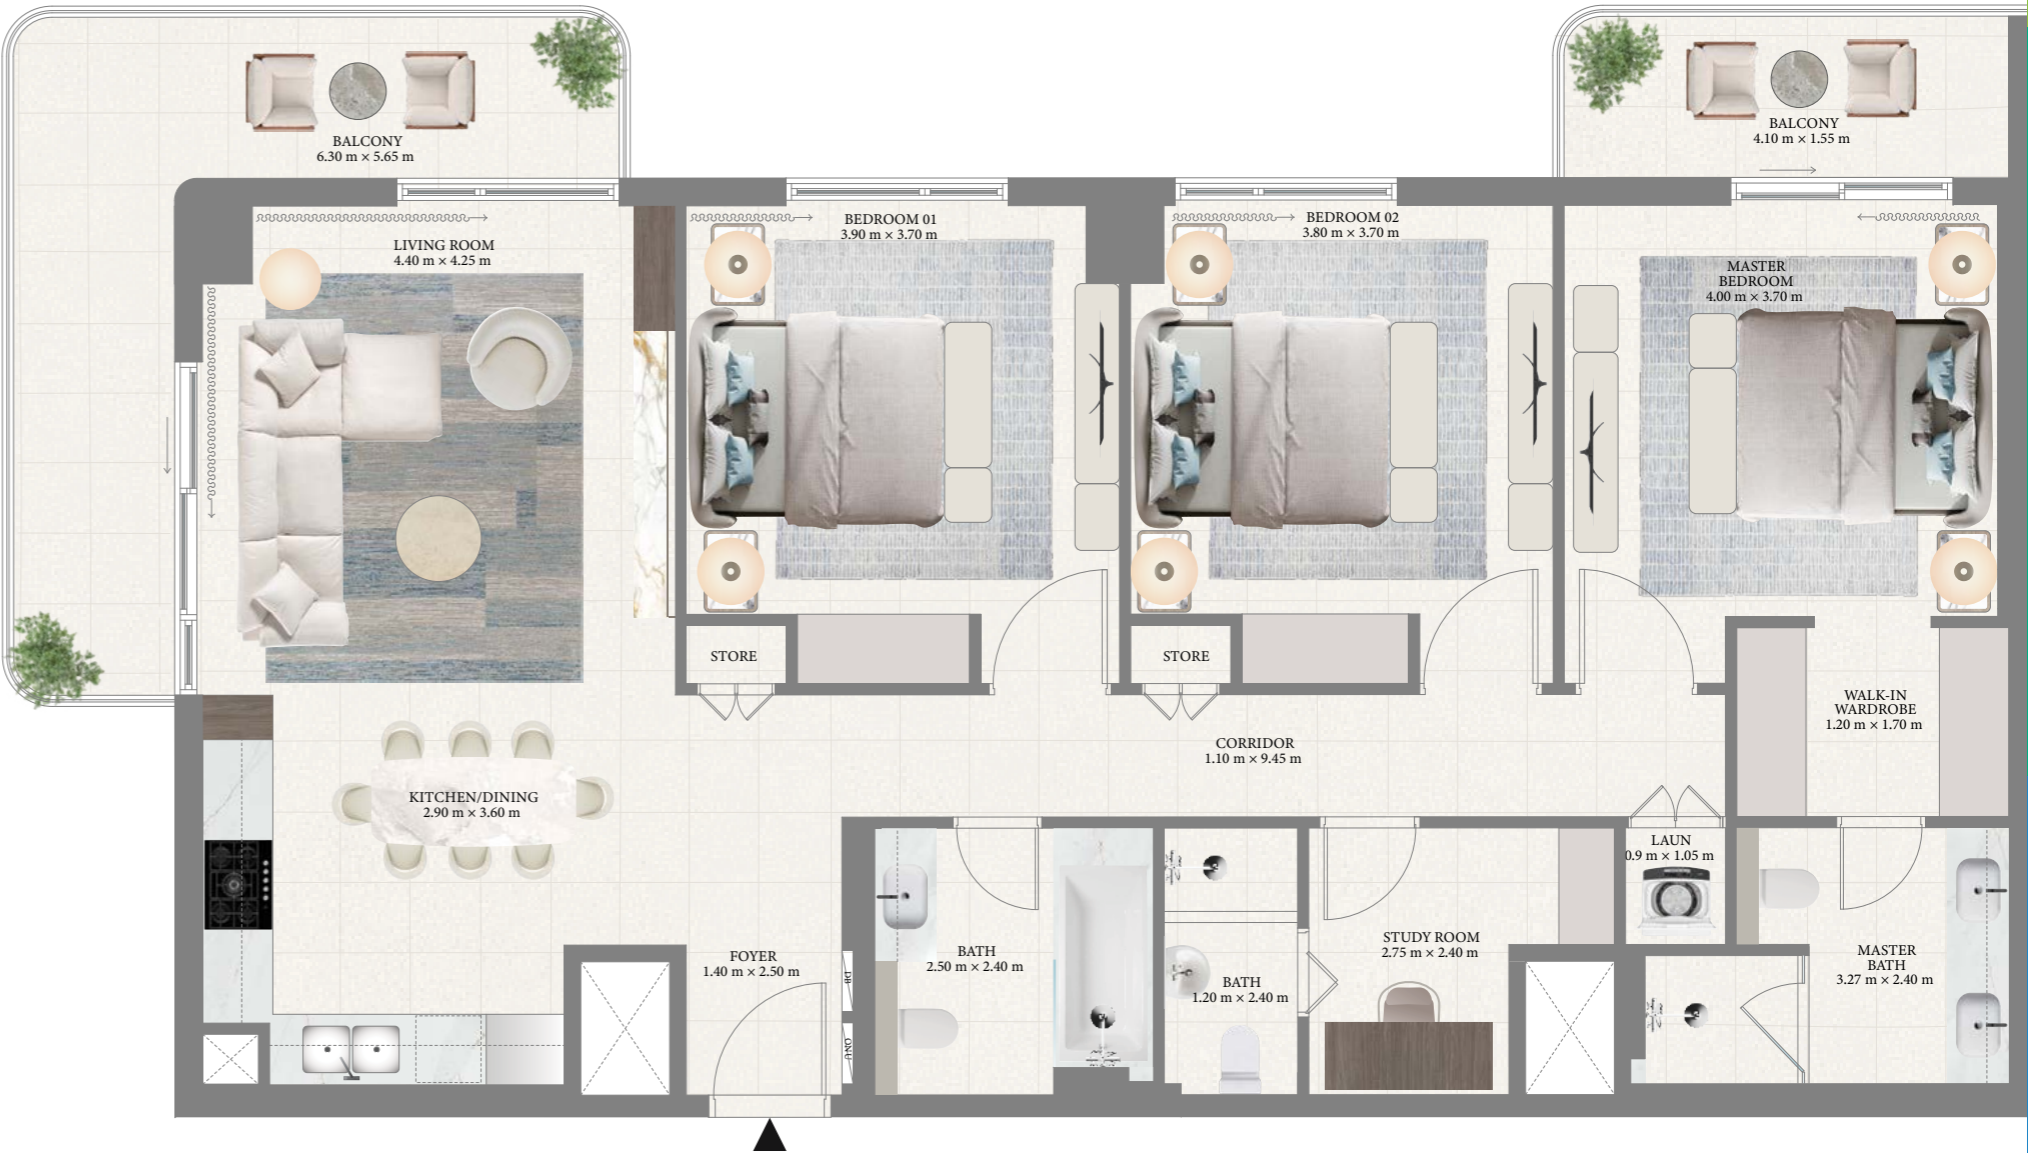 BALCONY
6.30 m × 5.65 m
BALCONY
4.10 m × 1.55 m
LIVING ROOM
4.40 m × 4.25 m
BEDROOM 01
3.90 m × 3.70 m
BEDROOM 02
3.80 m × 3.70 m
MASTER
BEDROOM
4.00 m × 3.70 m
STORE
STORE
WALK-IN
WARDROBE
1.20 m × 1.70 m
CORRIDOR
1.10 m × 9.45 m
KITCHEN/DINING
2.90 m × 3.60 m
LAUN
0.9 m × 1.05 m
FOYER
1.40 m × 2.50 m
DB
ONU
BATH
2.50 m × 2.40 m
BATH
1.20 m × 2.40 m
STUDY ROOM
2.75 m × 2.40 m
MASTER
BATH
3.27 m × 2.40 m